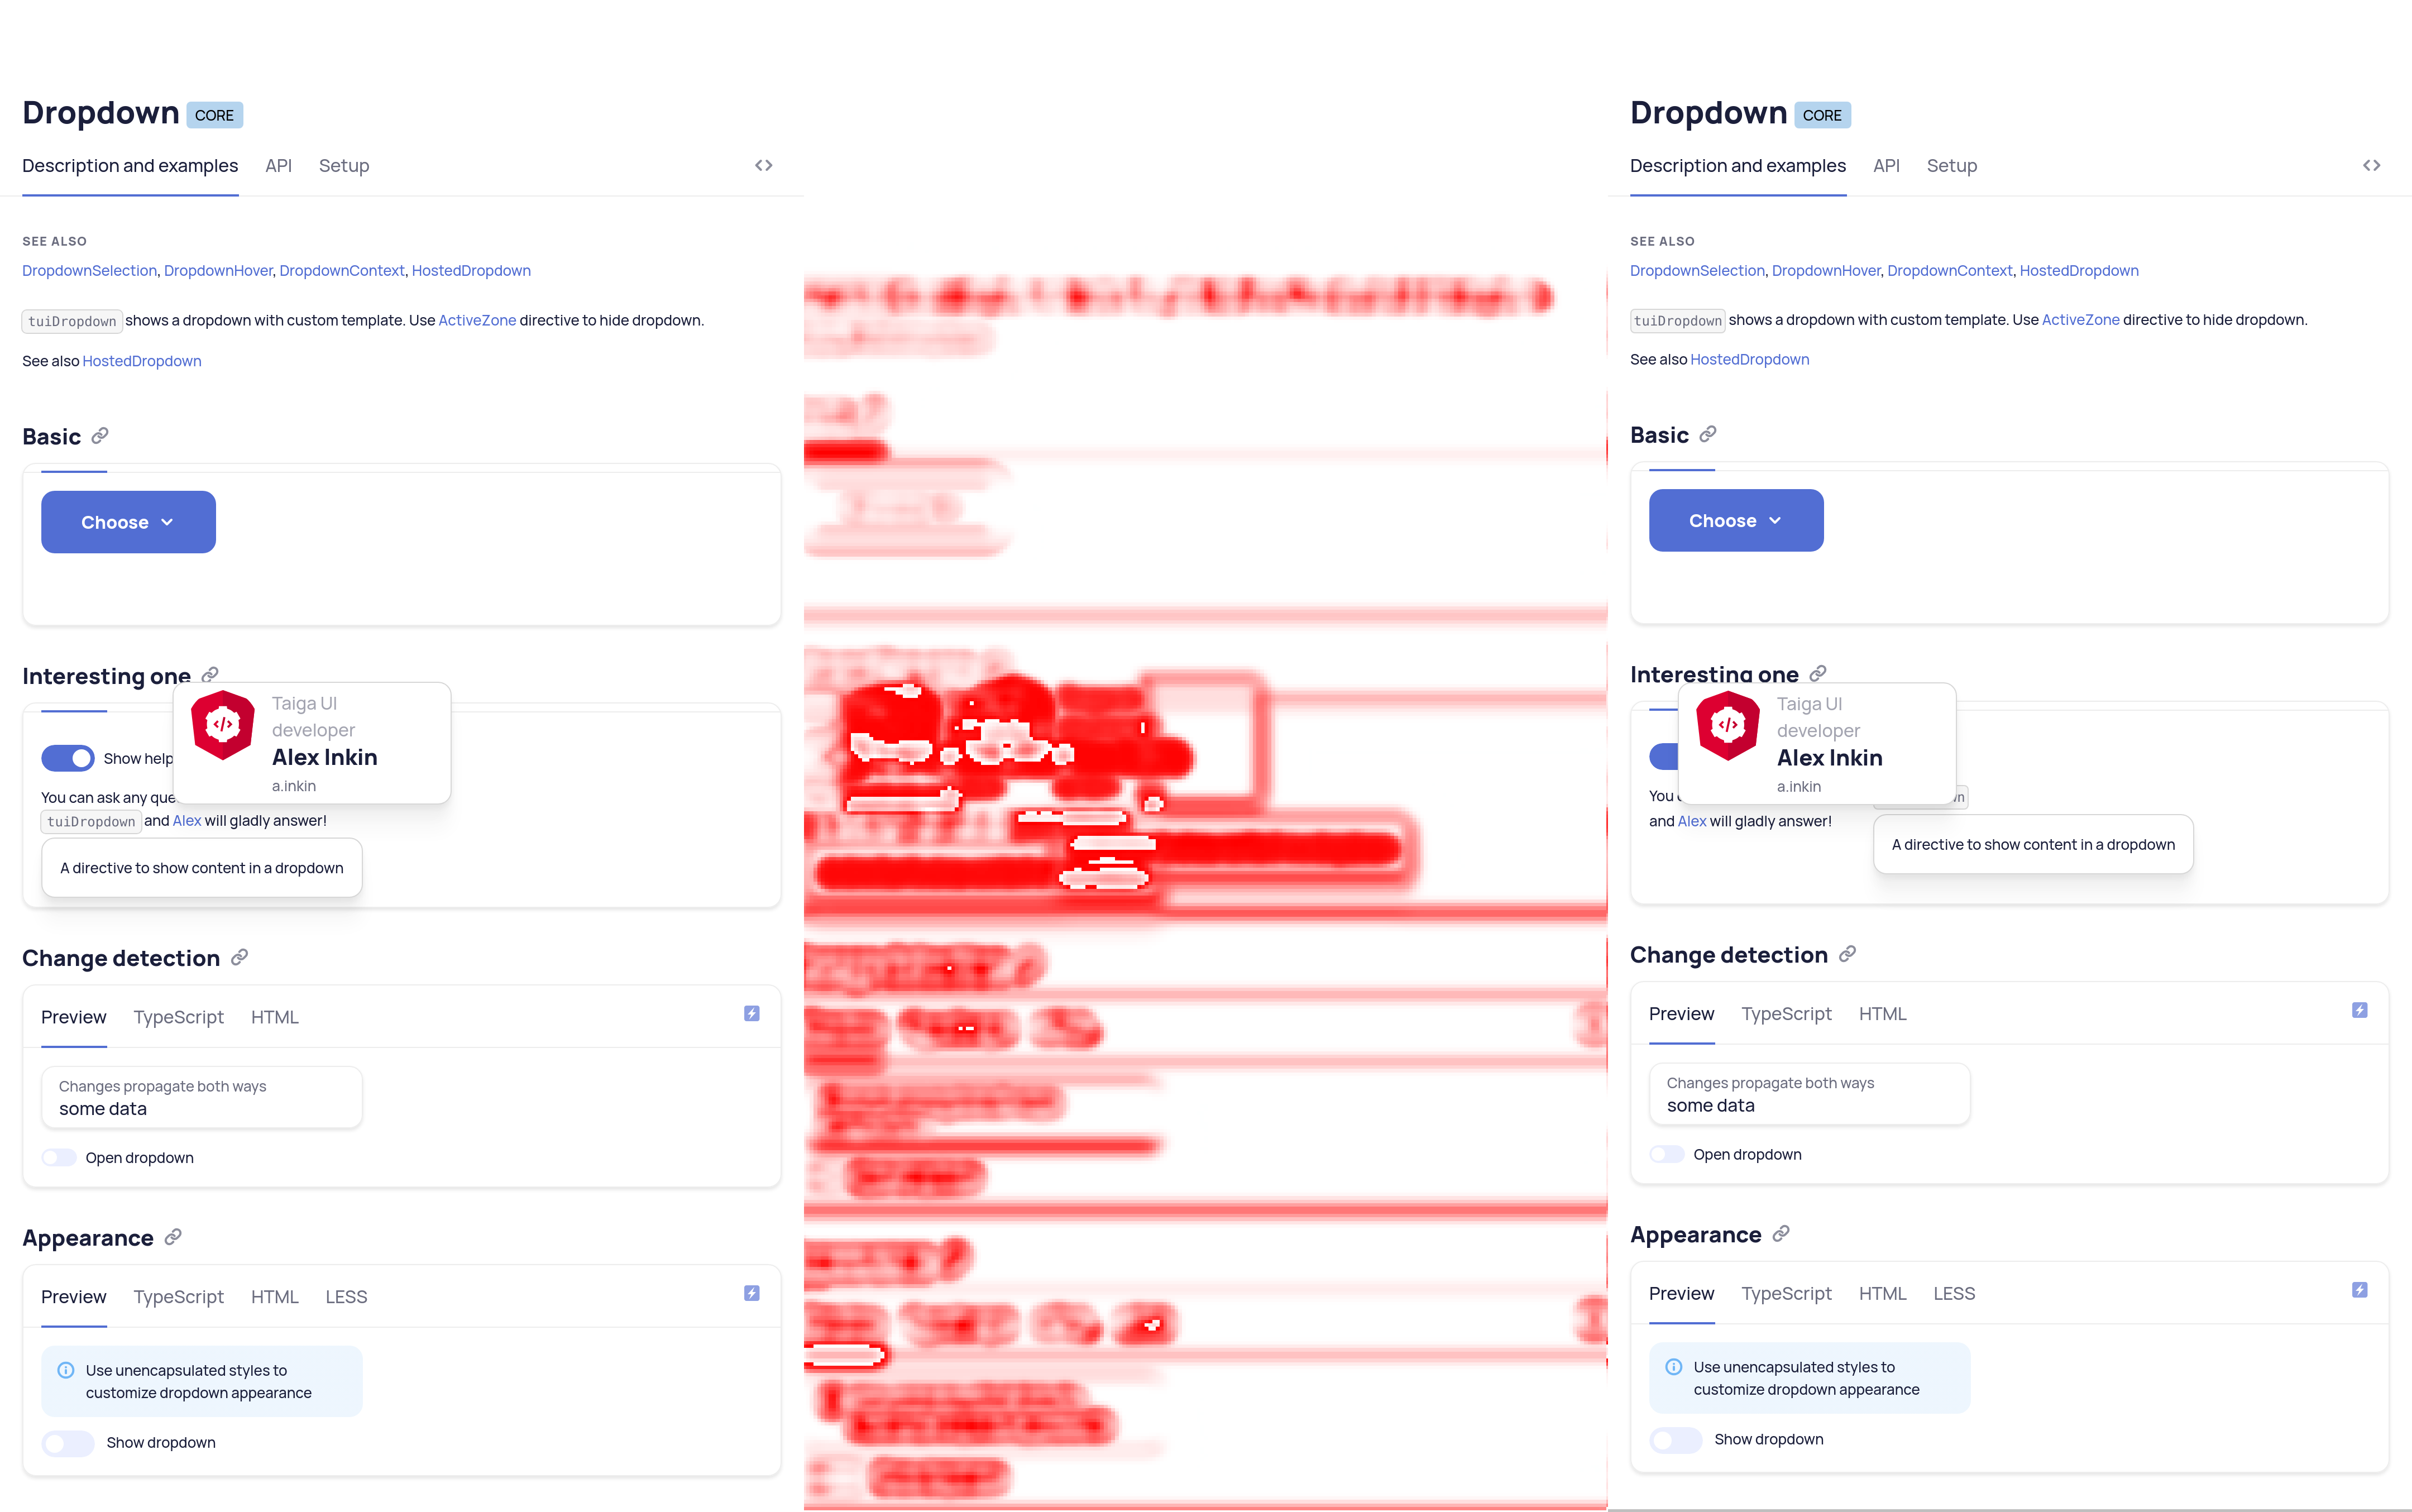 Dropdown CORE
Description and examples API Setup
SEE ALSO
DropdownSelection, DropdownHover, DropdownContext, HostedDropdown
tuiDropdown shows a dropdown with custom template. Use ActiveZone directive to hide dropdown.
See also HostedDropdown
Basic
Choose
Interesting one
Taiga UI
developer
Alex Inkin
a.inkin
Show help
You can ask any que
tuiDropdown and Alex will gladly answer!
A directive to show content in a dropdown
Change detection
Preview TypeScript HTML
Changes propagate both ways
some data
Open dropdown
Appearance
Preview TypeScript HTML LESS
Use unencapsulated styles to
customize dropdown appearance
Show dropdown
Dropdown CORE
Description and examples API Setup
SEE ALSO
DropdownSelection, DropdownHover, DropdownContext, HostedDropdown
tuiDropdown shows a dropdown with custom template. Use ActiveZone directive to hide dropdown.
See also HostedDropdown
Basic
Choose
Interesting one
Taiga UI
developer
Alex Inkin
a.inkin
You
and Alex will gladly answer!
A directive to show content in a dropdown
Change detection
Preview TypeScript HTML
Changes propagate both ways
some data
Open dropdown
Appearance
Preview TypeScript HTML LESS
Use unencapsulated styles to
customize dropdown appearance
Show dropdown